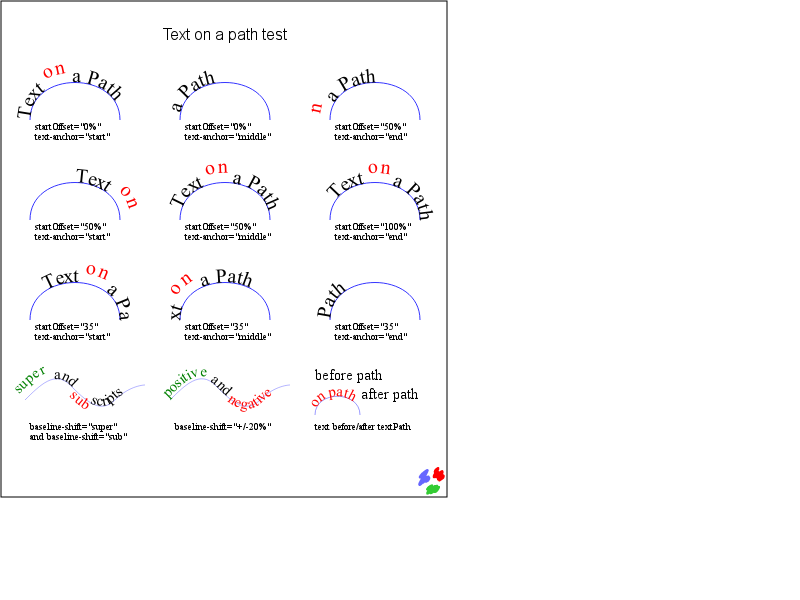 Text on a path test
Text on a Path
startOffset="0%"
text-anchor="start"
a Path
startOffset="0%"
text-anchor="middle"
n a Path
startOffset="50%"
text-anchor="end"
Text on
startOffset="50%"
text-anchor="start"
Text on a Path
startOffset="50%"
text-anchor="middle"
Text on a Path
startOffset="100%"
text-anchor="end"
Text on a Pa
startOffset="35"
text-anchor="start"
xt on a Path
startOffset="35"
text-anchor="middle"
Path
startOffset="35"
text-anchor="end"
super and sub scripts
baseline-shift="super"
and baseline-shift="sub"
positive and negative
baseline-shift="+/-20%"
before path
on path after path
text before/after textPath